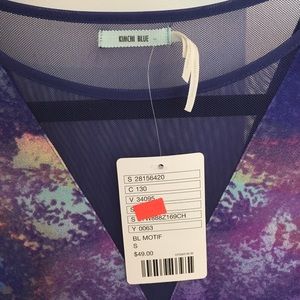 KIMCHI BLUE
S 28156420
C 130
V 34095
S
Y 0063
BL MOTIF
S
$49.00